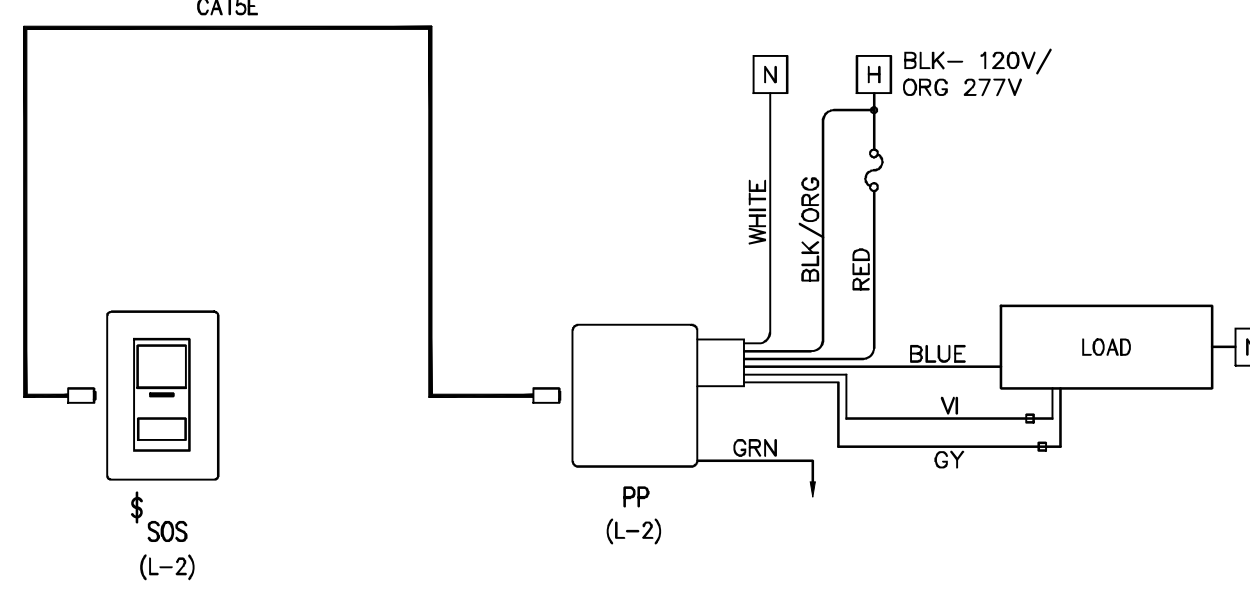 CAT5E
N
H
BLK- 120V/
ORG 277V
WHITE
BLK/ORG
RED
BLUE
LOAD
N
VI
GY
GRN
$
SOS
(L-2)
PP
(L-2)